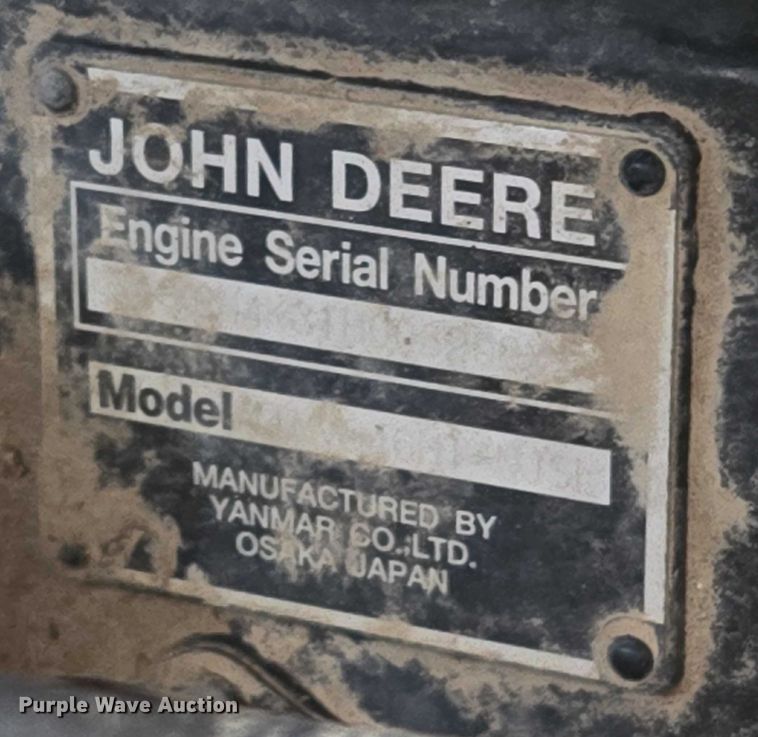 JOHN DEERE
Engine Serial Number
Model
MANUFACTURED BY
YANMAR CO.,LTD.
OSAKA JAPAN
Purple Wave Auction